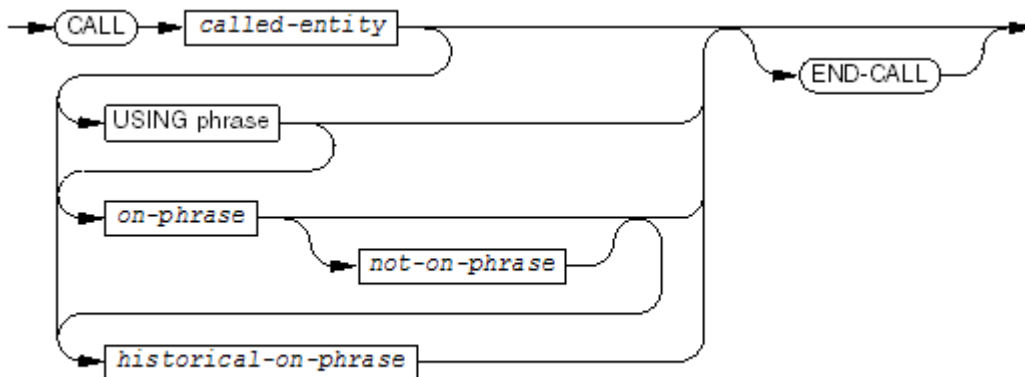 CALL called-entity
END-CALL
USING phrase
on-phrase
not-on-phrase
historical-on-phrase